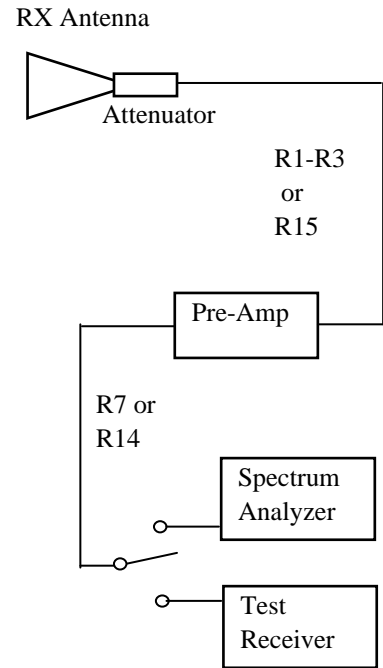 RX Antenna
Attenuator
R1-R3
or
R15
Pre-Amp
R7 or
R14
Spectrum
Analyzer
Test
Receiver